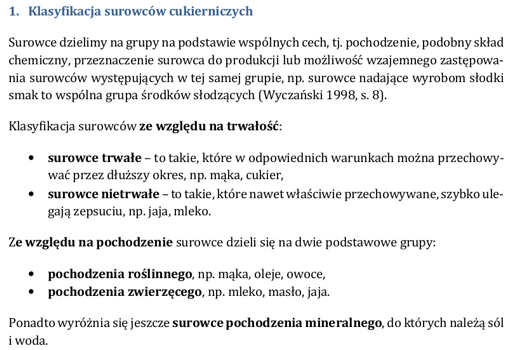 1. Klasyfikacja surowców cukierniczych
Surowce dzielimy na grupy na podstawie wspólnych cech, tj. pochodzenie, podobny skład
chemiczny, przeznaczenie surowca do produkcji lub możliwość wzajemnego zastępowa-
nia surowców występujących w tej samej grupie, np. surowce nadające wyrobom słodki
smak to wspólna grupa środków słodzących (Wyczański 1998, s. 8).
Klasyfikacja surowców ze względu na trwałość:
• surowce trwałe – to takie, które w odpowiednich warunkach można przechowy-
wać przez dłuższy okres, np. mąka, cukier,
• surowce nietrwałe – to takie, które nawet właściwie przechowywane, szybko ule-
gają zepsuciu, np. jaja, mleko.
Ze względu na pochodzenie surowce dzieli się na dwie podstawowe grupy:
• pochodzenia roślinnego, np. mąka, oleje, owoce,
• pochodzenia zwierzęcego, np. mleko, masło, jaja.
Ponadto wyróżnia się jeszcze surowce pochodzenia mineralnego, do których należą sól
i woda.